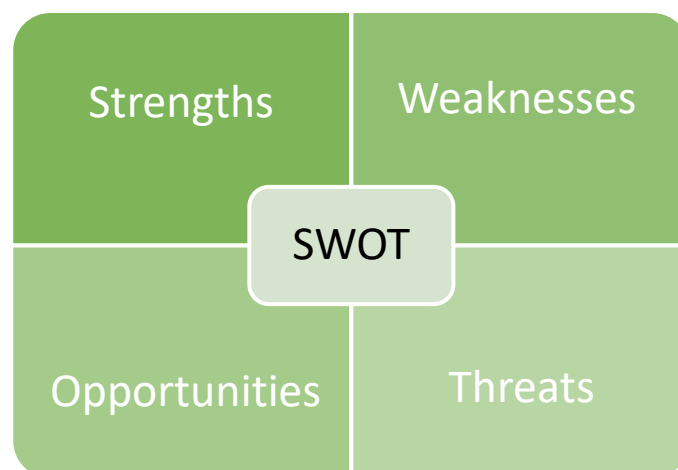 Strengths
Weaknesses
SWOT
Opportunities
Threats